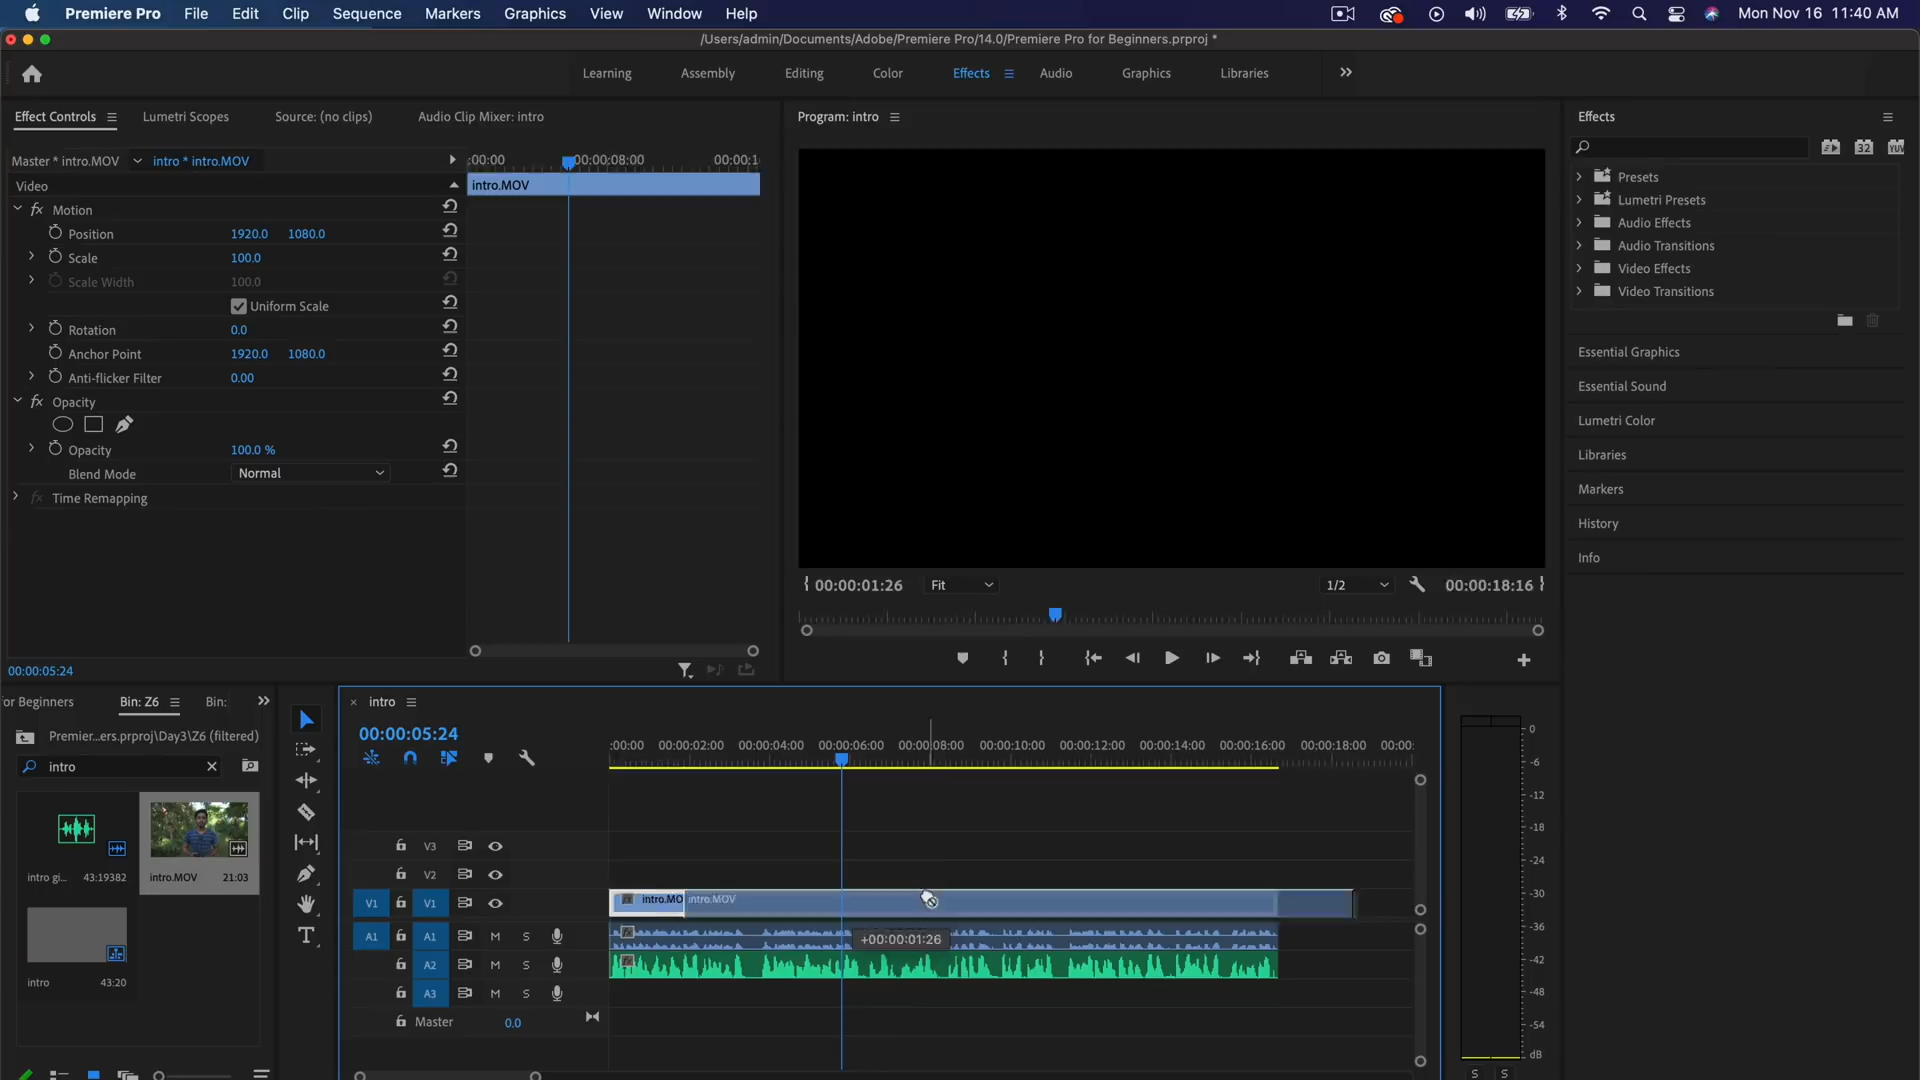 Premiere Pro File Edit Clip Sequence Markers Graphics View Window Help Mon Nov 16 11:40 AM
/Users/admin/Documents/Adobe/Premiere Pro/14.0/Premiere Pro for Beginners.prproj *
Learning Assembly Editing Color Effects Audio Graphics Libraries
Effect Controls Lumetri Scopes Source: (no clips) Audio Clip Mixer: intro
Program: intro
Effects
Master * intro.MOV intro * intro.MOV
:00:00 00:00:08:00 00:00:1
32 YUV
Video
intro.MOV
Motion
Position 1920.0 1080.0
Scale 100.0
Scale Width 100.0
Uniform Scale
Rotation 0.0
Anchor Point 1920.0 1080.0
Anti-flicker Filter 0.00
fx Opacity
Opacity 100.0 %
Blend Mode Normal
fx Time Remapping
00:00:05:24
Presets
Lumetri Presets
Audio Effects
Audio Transitions
Video Effects
Video Transitions
Essential Graphics
Essential Sound
Lumetri Color
Libraries
Markers
History
Info
00:00:01:26 Fit 1/2 00:00:18:16
or Beginners Bin: Z6 Bin:
Premier...ers.prproj\Day3\Z6 (filtered)
intro
intro gi... 43:19382
intro.MOV 21:03
intro 43:20
intro
00:00:05:24
:00:00 00:00:02:00 00:00:04:00 00:00:06:00 00:00:08:00 00:00:10:00 00:00:12:00 00:00:14:00 00:00:16:00 00:00:18:00 00:00:
V3
V2
V1 V1 intro.MO intro.MOV
A1 A1 M S +00:00:01:26
A2 M S
A3 M S
Master 0.0
0
-6
-12
-18
-24
-30
-36
-42
-48
-54
dB
S S